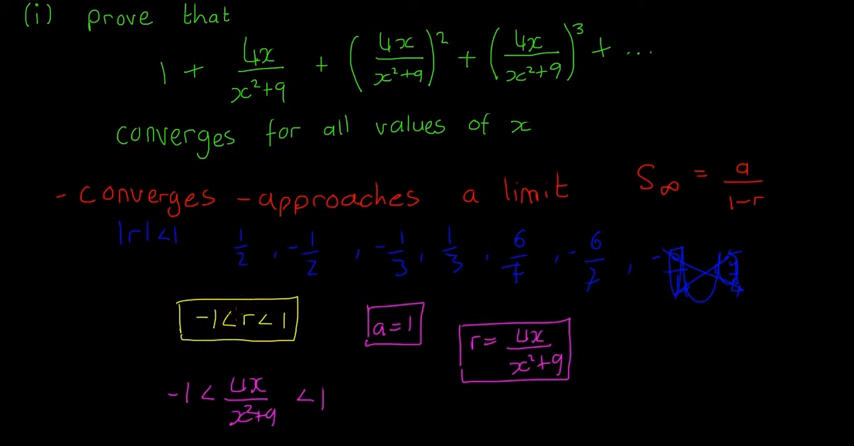 (i) prove that
1 + 4x/(x²+9) + (4x/(x²+9))² + (4x/(x²+9))³ + ...
converges for all values of x
- converges - approaches a limit S∞ = a/(1-r)
|r|<1 1/2, -1/2, -1/3, 1/3, 6/7, -6/7, -
-1<r<1 a=1 r = 4x/(x²+9)
-1 < 4x/(x²+9) < 1